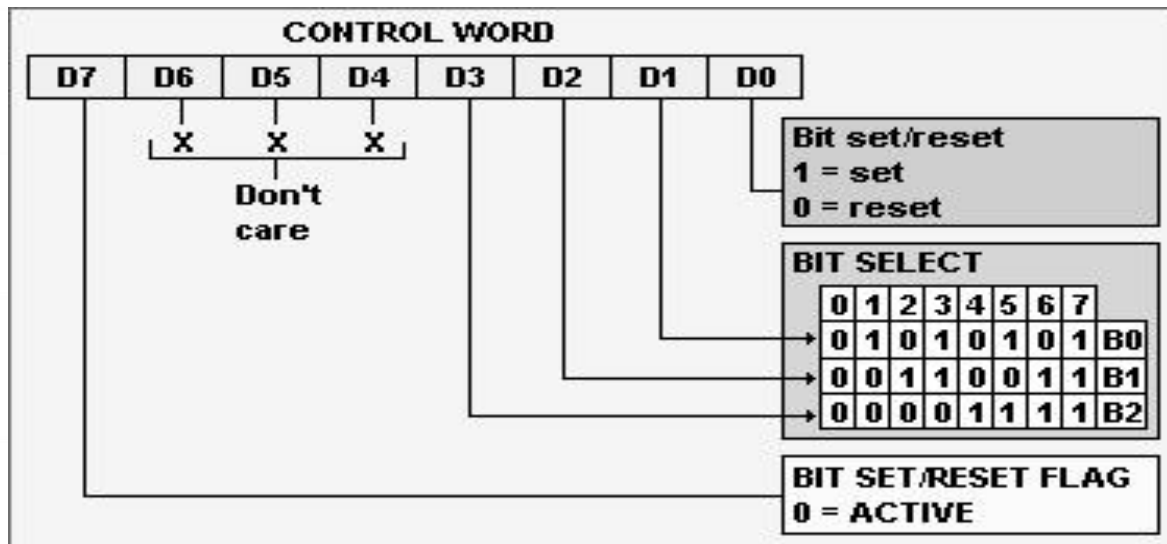 CONTROL WORD
D7 D6 D5 D4 D3 D2 D1 D0
X X X
Don't
care
Bit set/reset
1 = set
0 = reset
BIT SELECT
0 1 2 3 4 5 6 7
0 1 0 1 0 1 0 1 B0
0 0 1 1 0 0 1 1 B1
0 0 0 0 1 1 1 1 B2
BIT SET/RESET FLAG
0 = ACTIVE